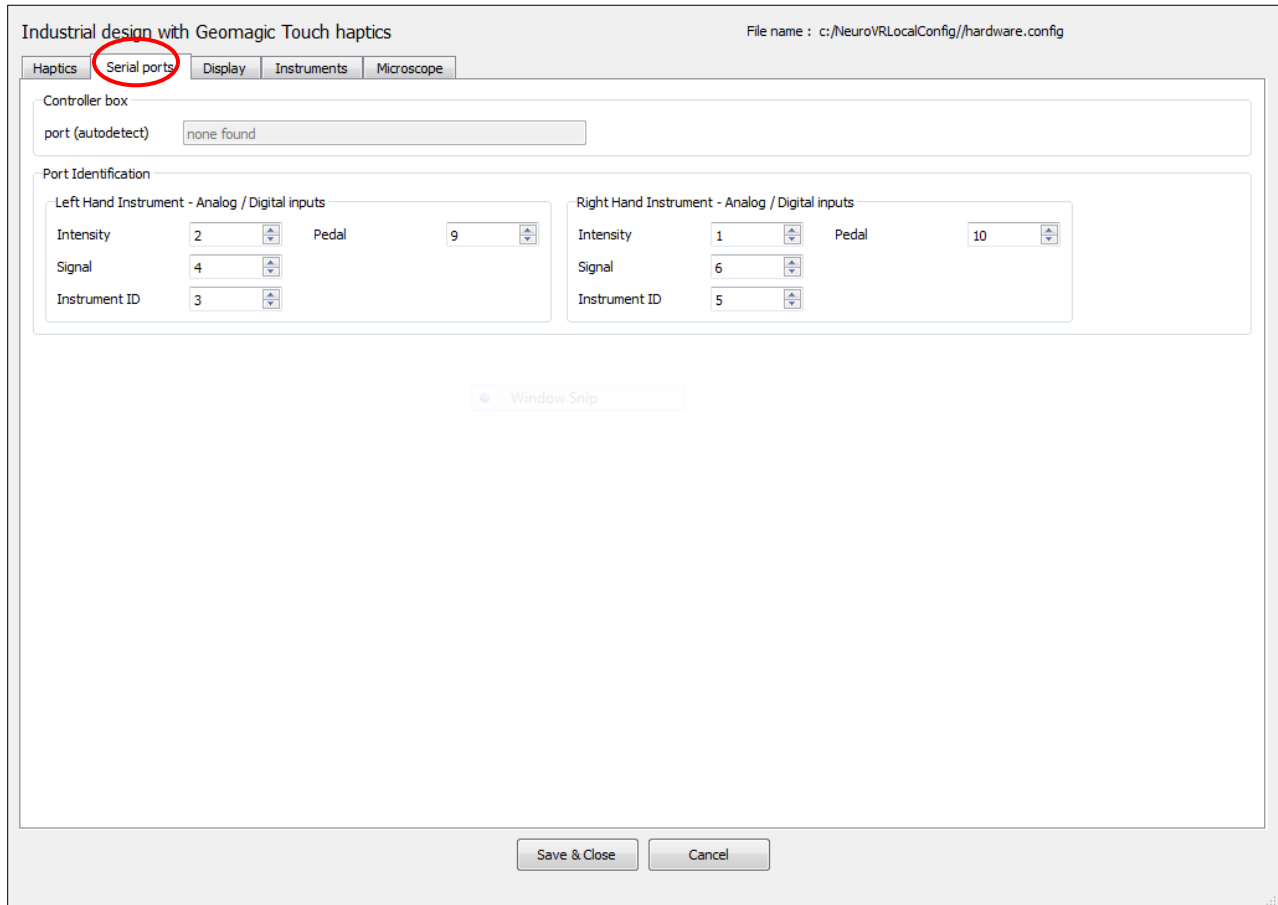 Industrial design with Geomagic Touch haptics File name : c:/NeuroVRLocalConfig//hardware.config
Haptics Serial ports Display Instruments Microscope
Controller box
port (autodetect) none found
Port Identification
Left Hand Instrument - Analog / Digital inputs Right Hand Instrument - Analog / Digital inputs
Intensity 2 Pedal 9 Intensity 1 Pedal 10
Signal 4 Signal 6
Instrument ID 3 Instrument ID 5
Window Snip
Save & Close Cancel